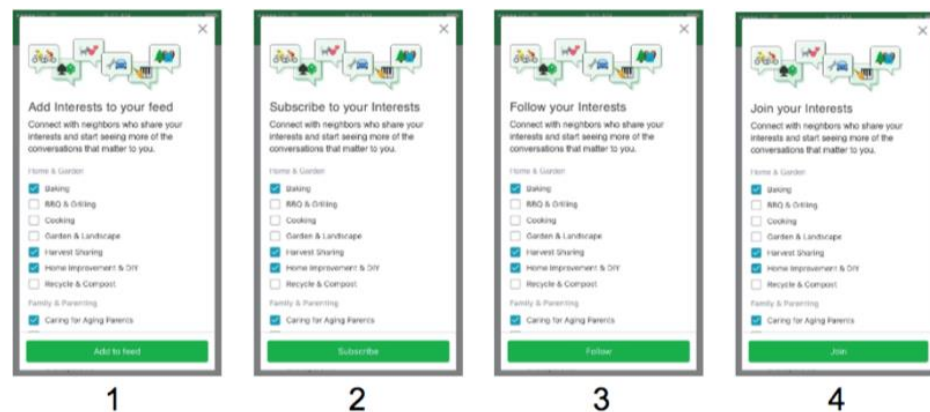 Add Interests to your feed
Connect with neighbors who share your
interests and start seeing more of the
conversations that matter to you.
Home & Garden
Baking
BBQ & Grilling
Cooking
Garden & Landscape
Harvest Sharing
Home Improvement & DIY
Recycle & Compost
Family & Parenting
Caring for Aging Parents
Add to feed
1
Subscribe to your Interests
Connect with neighbors who share your
interests and start seeing more of the
conversations that matter to you.
Home & Garden
Baking
BBQ & Grilling
Cooking
Garden & Landscape
Harvest Sharing
Home Improvement & DIY
Recycle & Compost
Family & Parenting
Caring for Aging Parents
Subscribe
2
Follow your Interests
Connect with neighbors who share your
interests and start seeing more of the
conversations that matter to you.
Home & Garden
Baking
BBQ & Grilling
Cooking
Garden & Landscape
Harvest Sharing
Home Improvement & DIY
Recycle & Compost
Family & Parenting
Caring for Aging Parents
Follow
3
Join your Interests
Connect with neighbors who share your
interests and start seeing more of the
conversations that matter to you.
Home & Garden
Baking
BBQ & Grilling
Cooking
Garden & Landscape
Harvest Sharing
Home Improvement & DIY
Recycle & Compost
Family & Parenting
Caring for Aging Parents
Join
4